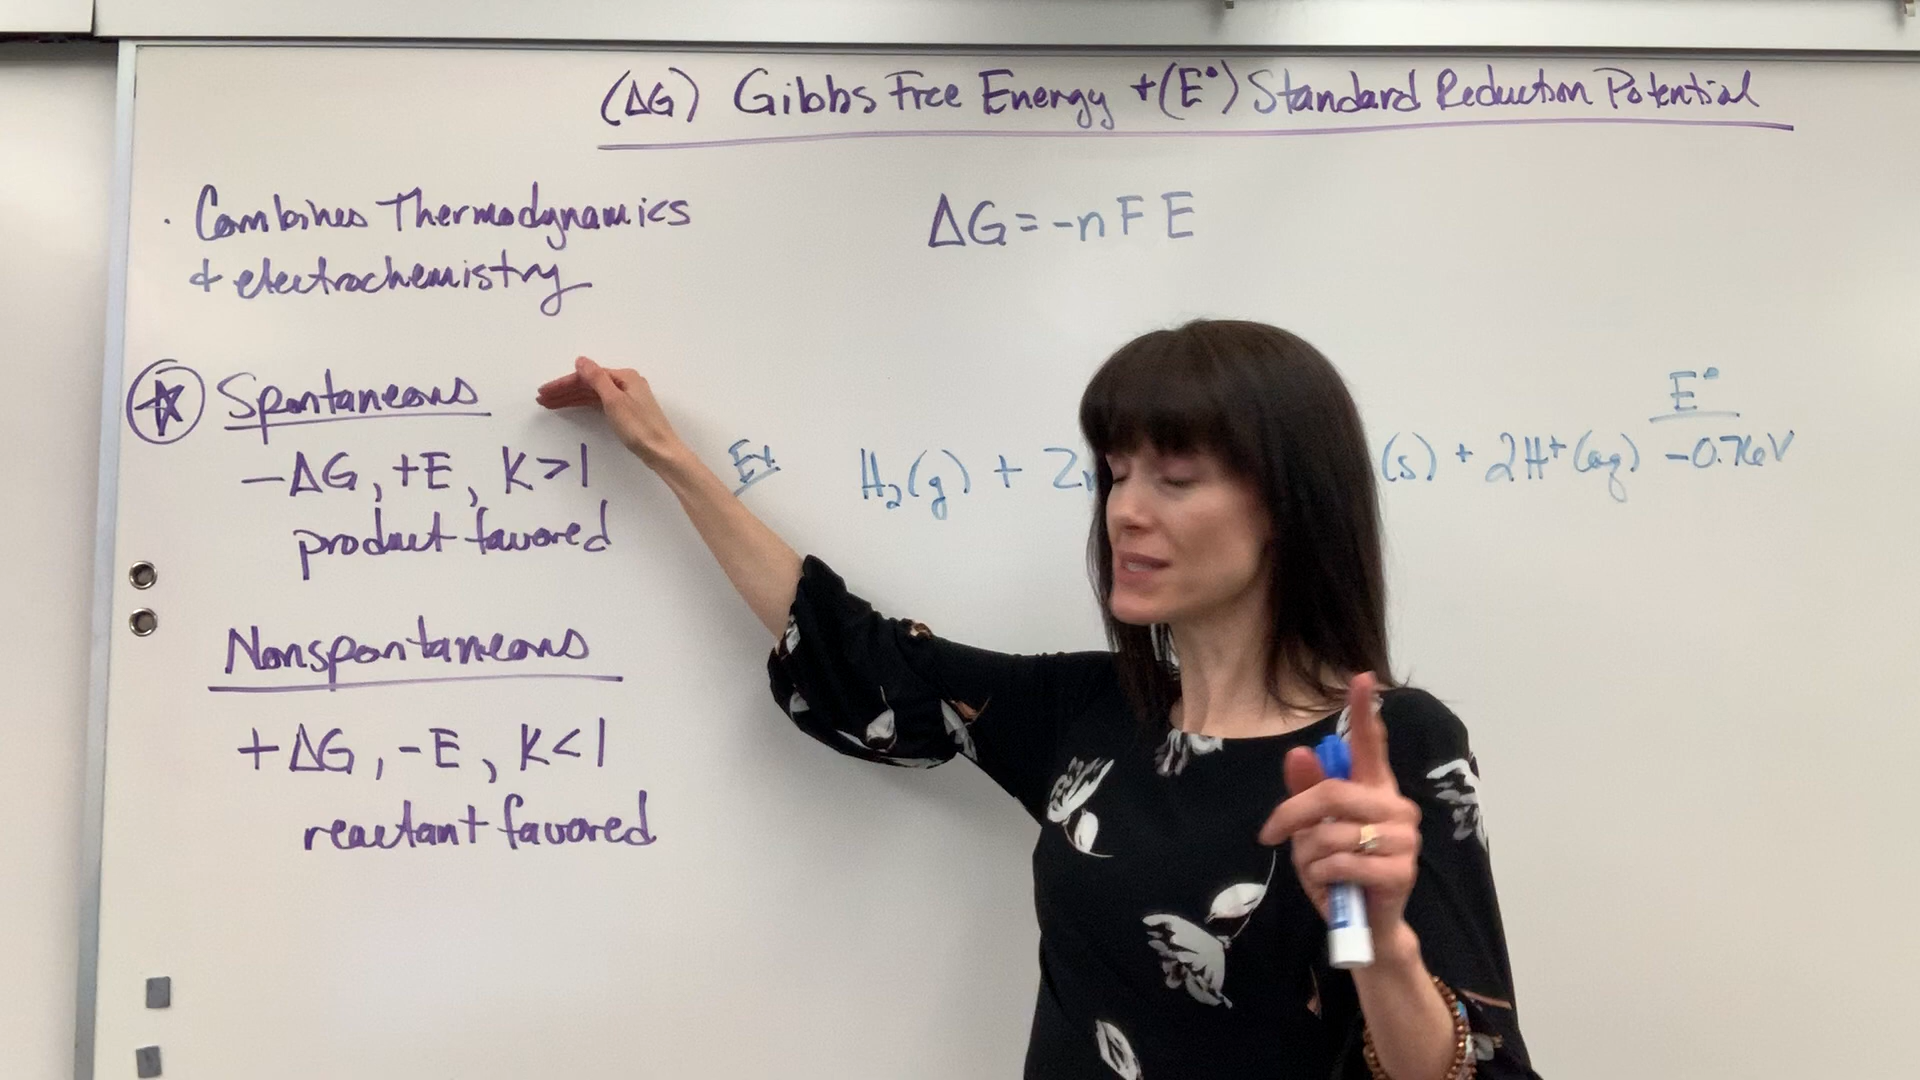 (ΔG) Gibbs Free Energy + (E°) Standard Reduction Potential
· Combines Thermodynamics
& electrochemistry
ΔG = -n F E
Spontaneous
-ΔG, +E, K>1
product favored
Nonspontaneous
+ΔG, -E, K<1
reactant favored
E°
Ex. H₂(g) + Zn (s) + 2H⁺(aq) -0.76V